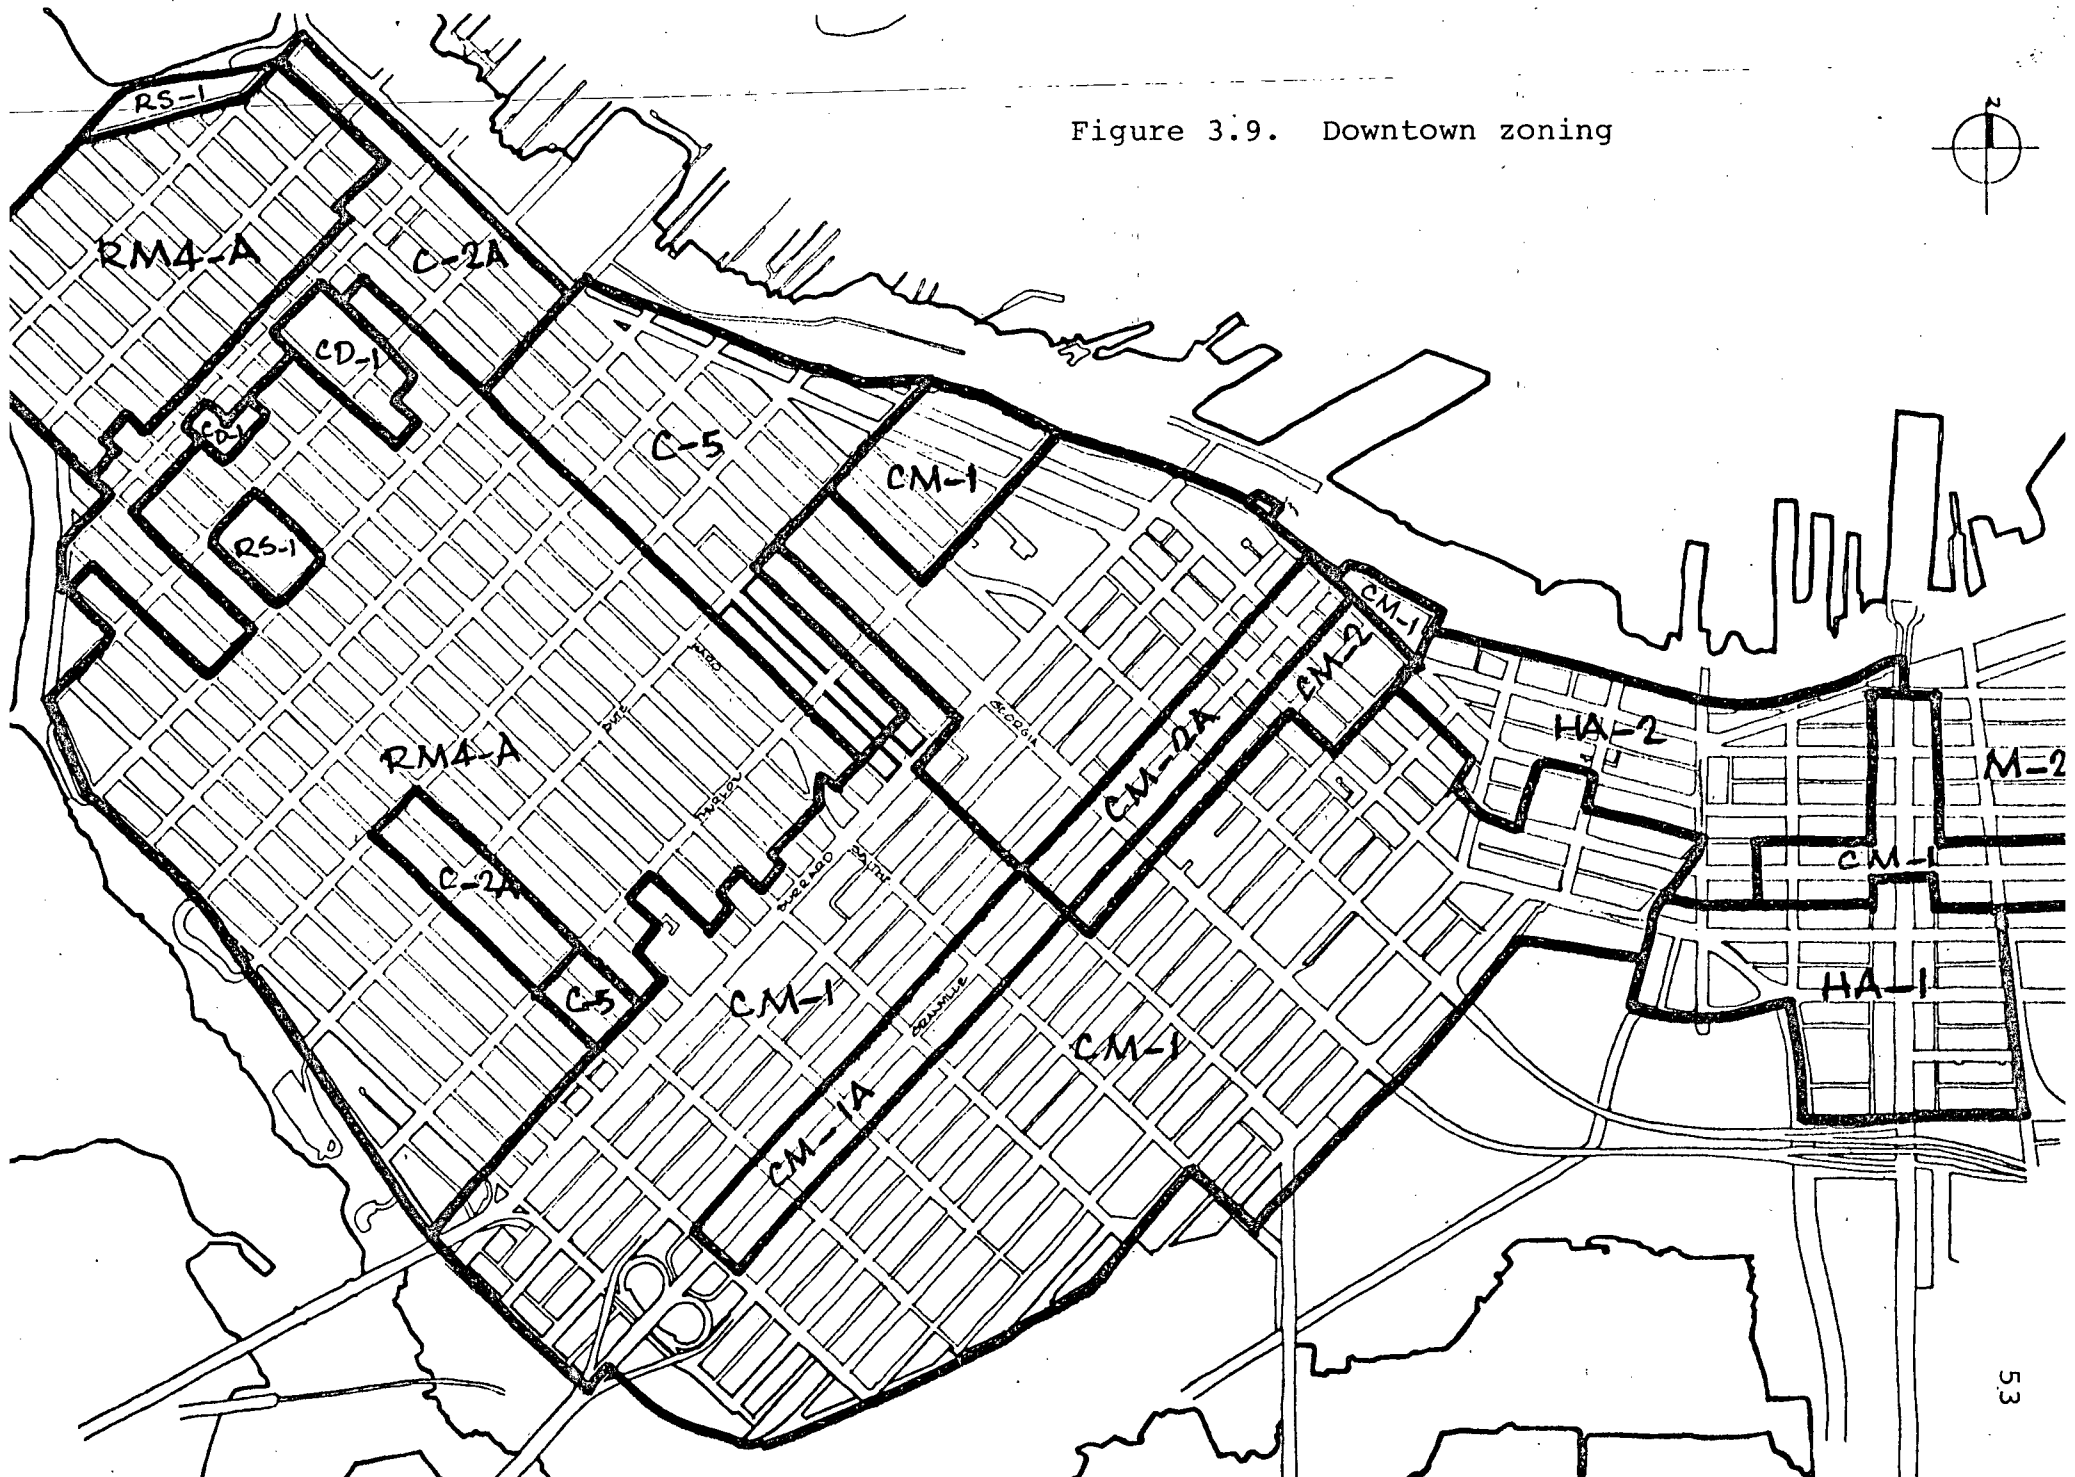 RS-1
Figure 3.9. Downtown zoning
N
RM4-A
C-2A
CD-1
CD-1
C-5
CM-1
RS-1
CM-1
CM-2
HA-2
M-2
GEORGIA
CM-2A
RM4-A
C-2A
BURRARD
CM-1
C-5
CM-1
HA-1
GRANVILLE
CM-1
CM-1A
53